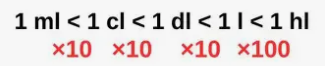 1 ml < 1 cl < 1 dl < 1 l < 1 hl
×10 ×10 ×10 ×100